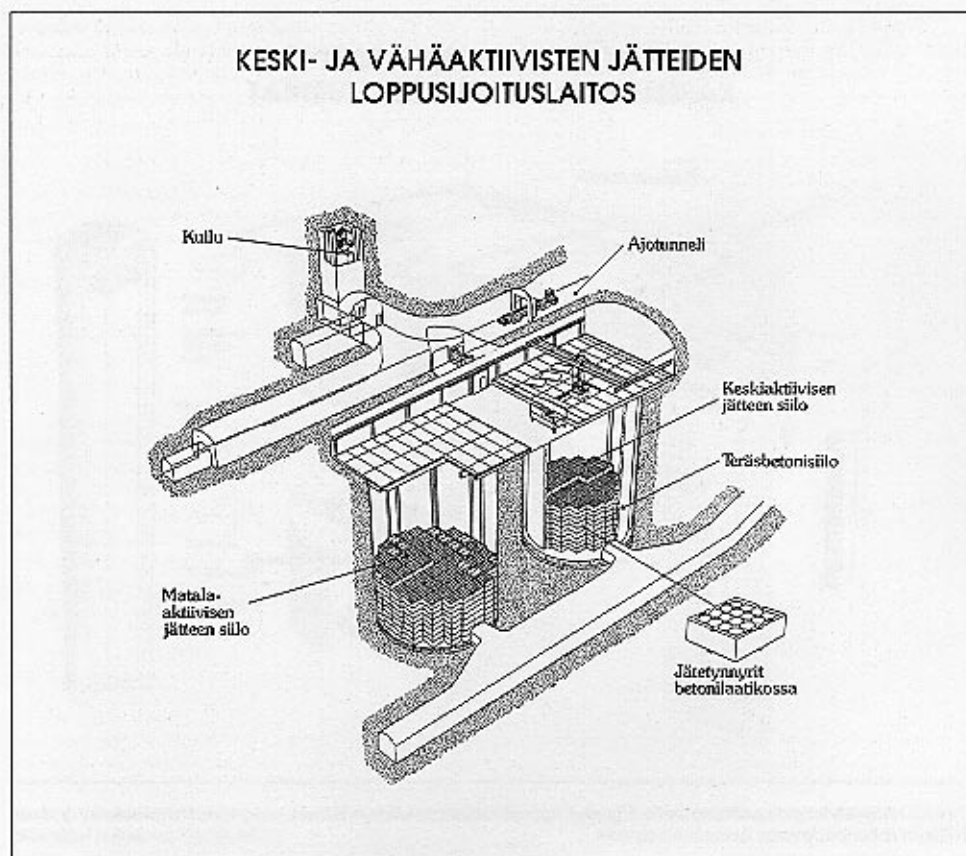 KESKI- JA VÄHÄAKTIIVISTEN JÄTTEIDEN
LOPPUSIJOITUSLAITOS
Kuilu
Ajotunneli
Keskiaktiivisen
jätteen siilo
Teräsbetonisiilo
Matala-
aktiivisen
jätteen siilo
Jätetynnyrit
betonilaatikossa